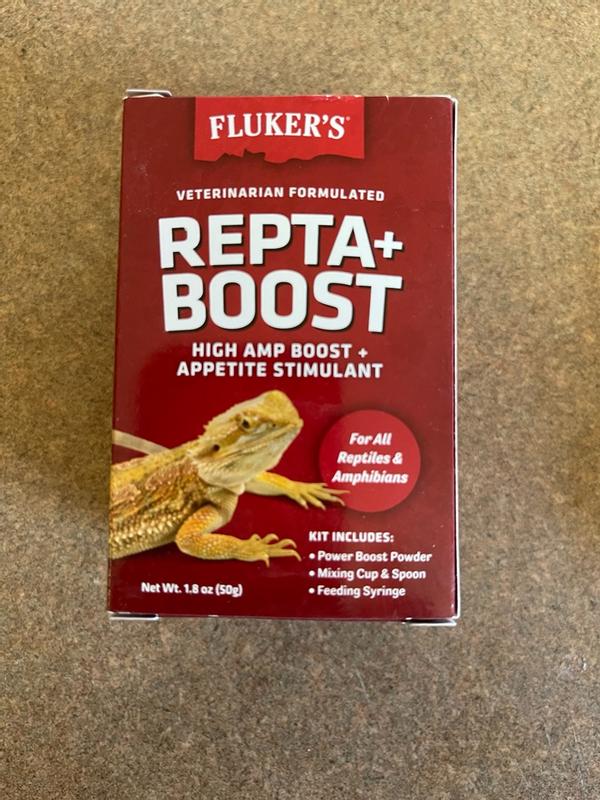 FLUKER'S®
VETERINARIAN FORMULATED
REPTA+
BOOST
HIGH AMP BOOST +
APPETITE STIMULANT
For All
Reptiles &
Amphibians
KIT INCLUDES:
• Power Boost Powder
• Mixing Cup & Spoon
• Feeding Syringe
Net Wt. 1.8 oz (50g)